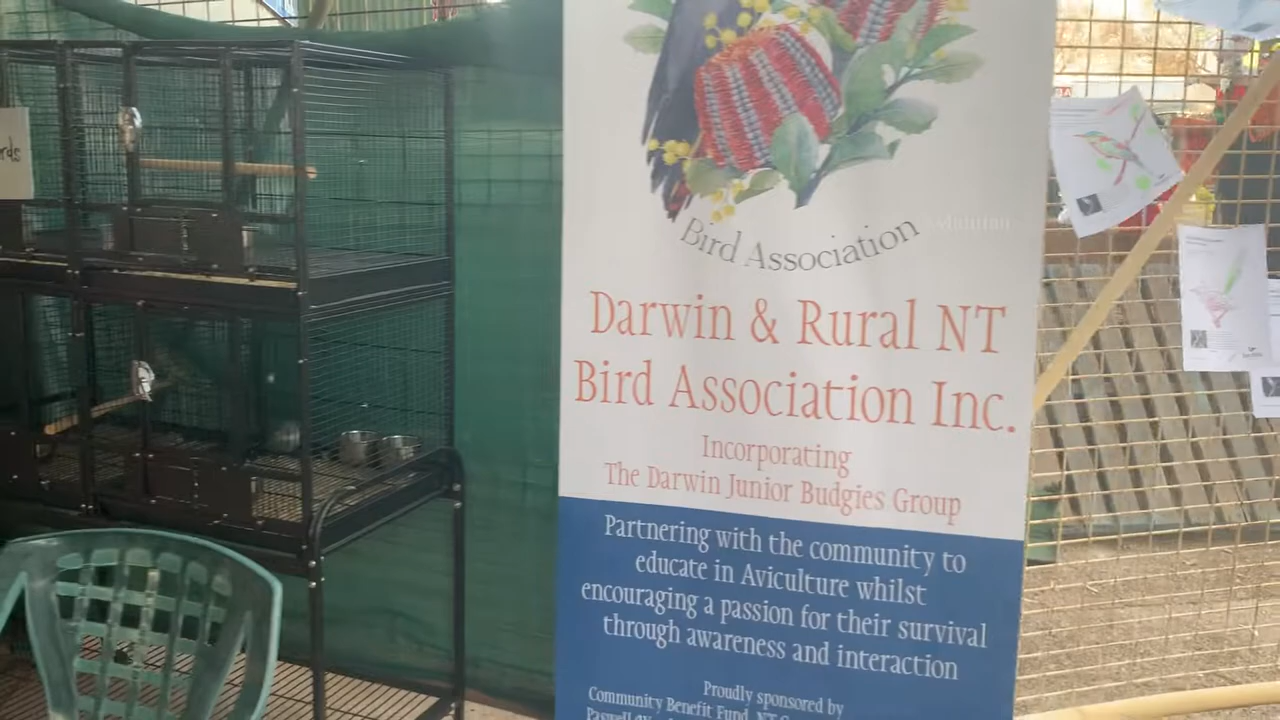 Bird Association
Darwin & Rural NT
Bird Association Inc.
Incorporating
The Darwin Junior Budgies Group
Partnering with the community to
educate in Aviculture whilst
encouraging a passion for their survival
through awareness and interaction
Proudly sponsored by
Community Benefit Fund, NT